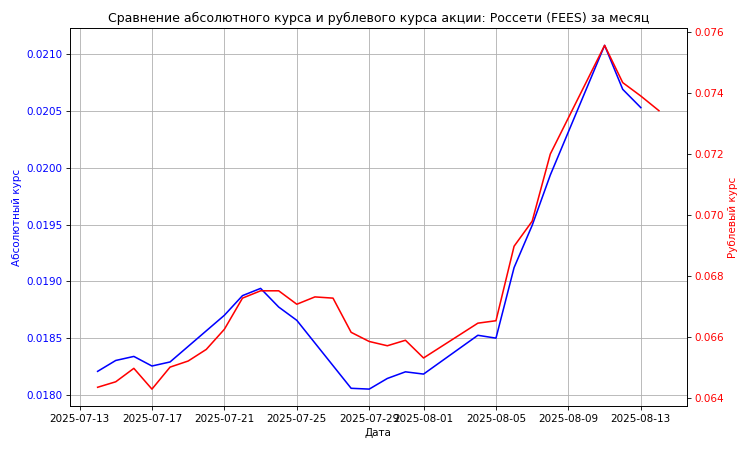 Сравнение абсолютного курса и рублевого курса акции: Россети (FEES) за месяц
0.0210
0.0205
0.0200
0.0195
0.0190
0.0185
0.0180
Абсолютный курс
0.076
0.074
0.072
0.070
0.068
0.066
0.064
Рублевый курс
2025-07-13 2025-07-17 2025-07-21 2025-07-25 2025-07-29 2025-08-01 2025-08-05 2025-08-09 2025-08-13
Дата